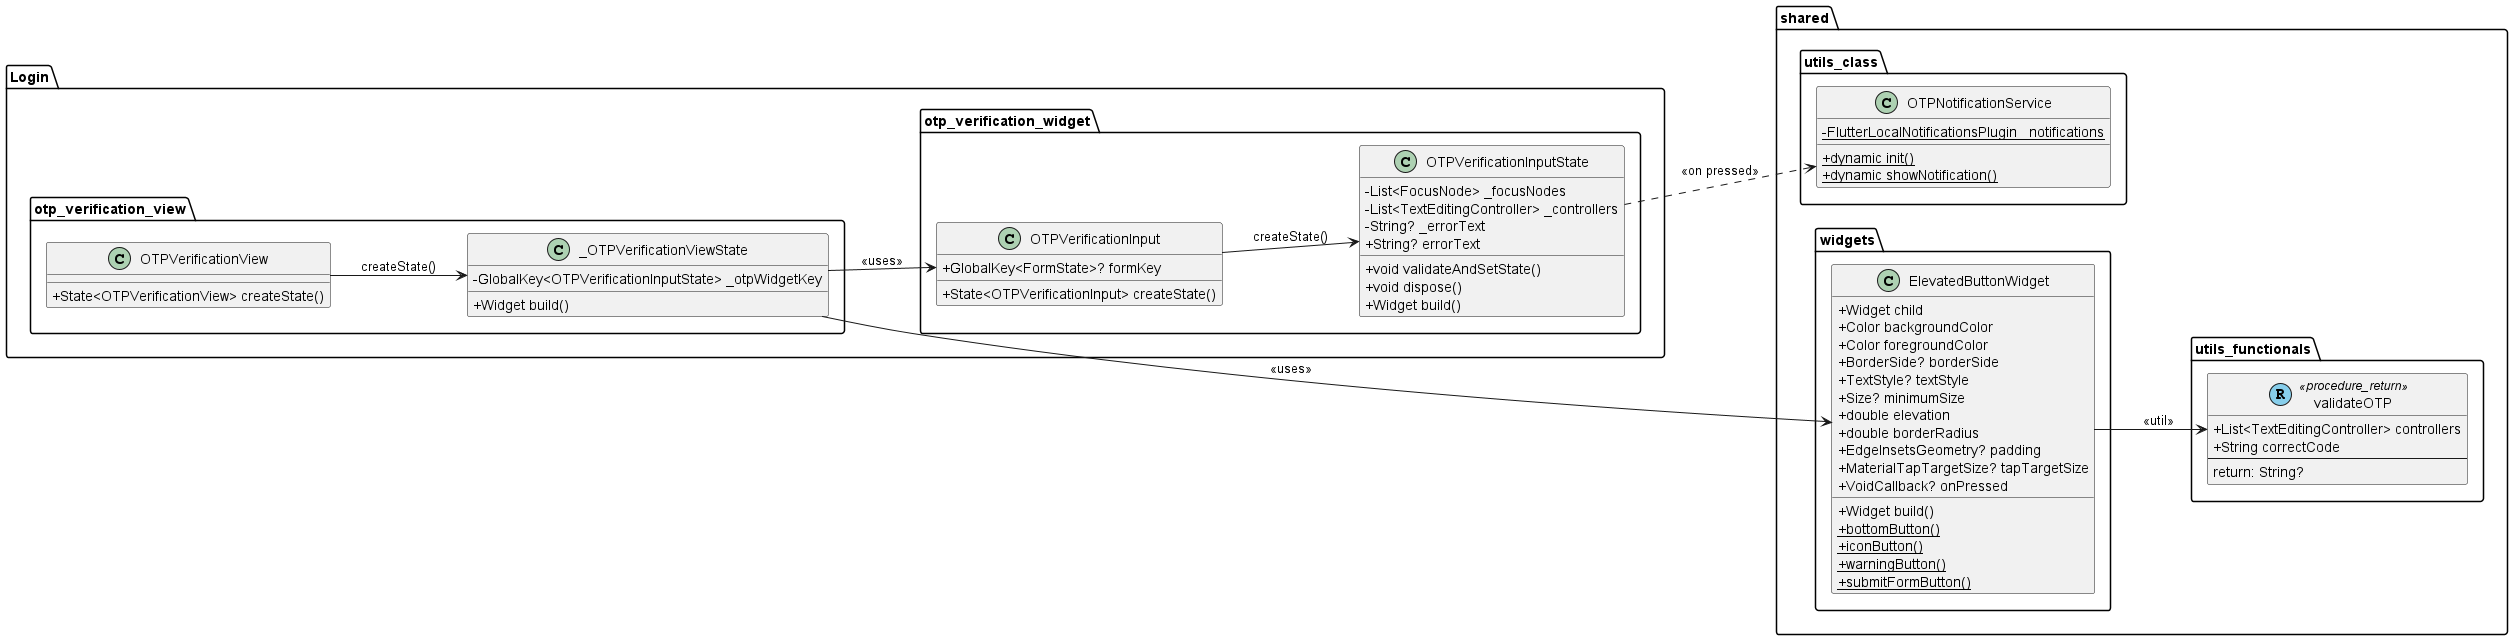 Login
otp_verification_view
OTPVerificationView
+State<OTPVerificationView> createState()
createState()
_OTPVerificationViewState
-GlobalKey<OTPVerificationInputState> _otpWidgetKey
+Widget build()
«uses»
«uses»
otp_verification_widget
OTPVerificationInput
+GlobalKey<FormState>? formKey
+State<OTPVerificationInput> createState()
createState()
OTPVerificationInputState
-List<FocusNode> _focusNodes
-List<TextEditingController> _controllers
-String? _errorText
+String? errorText
+void validateAndSetState()
+void dispose()
+Widget build()
«on pressed»
shared
utils_class
OTPNotificationService
-FlutterLocalNotificationsPlugin _notifications
+dynamic init()
+dynamic showNotification()
widgets
ElevatedButtonWidget
+Widget child
+Color backgroundColor
+Color foregroundColor
+BorderSide? borderSide
+TextStyle? textStyle
+Size? minimumSize
+double elevation
+double borderRadius
+EdgeInsetsGeometry? padding
+MaterialTapTargetSize? tapTargetSize
+VoidCallback? onPressed
+Widget build()
+bottomButton()
+iconButton()
+warningButton()
+submitFormButton()
«util»
utils_functionals
«procedure_return»
validateOTP
+List<TextEditingController> controllers
+String correctCode
return: String?